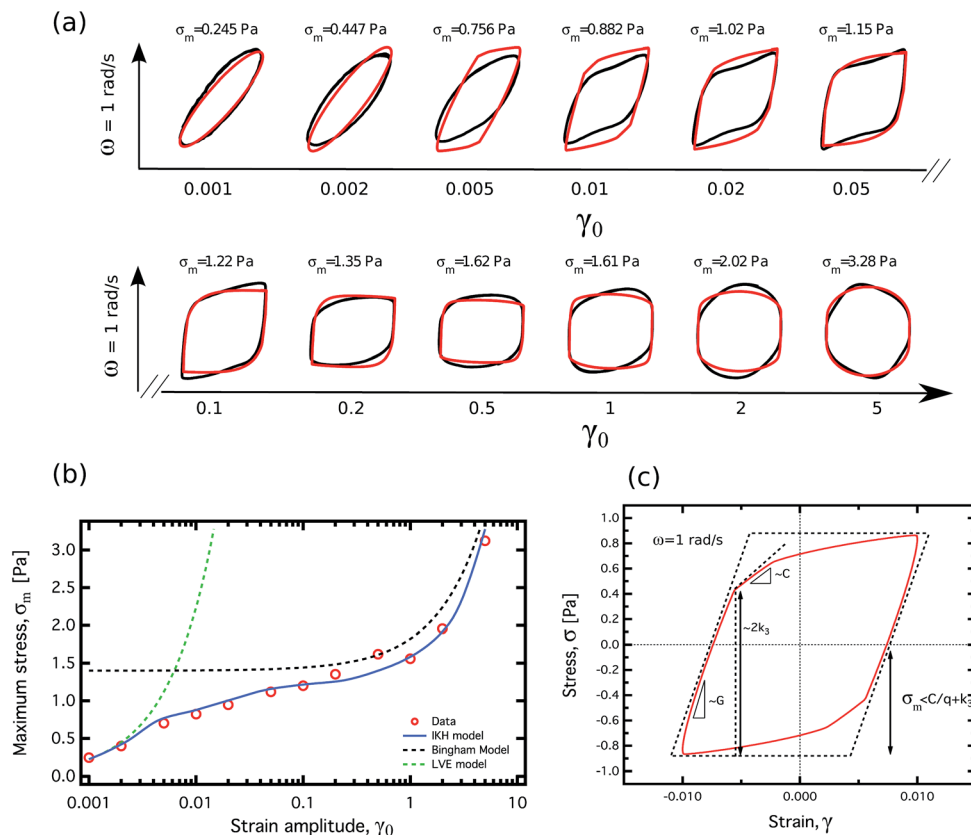 (a)
σm=0.245 Pa σm=0.447 Pa σm=0.756 Pa σm=0.882 Pa σm=1.02 Pa σm=1.15 Pa
ω = 1 rad/s
0.001 0.002 0.005 0.01 0.02 0.05
γ0
σm=1.22 Pa σm=1.35 Pa σm=1.62 Pa σm=1.61 Pa σm=2.02 Pa σm=3.28 Pa
ω = 1 rad/s
0.1 0.2 0.5 1 2 5
γ0
(b)
Maximum stress, σm [Pa]
3.0
2.5
2.0
1.5
1.0
0.5
0.0
Data
IKH model
Bingham Model
LVE model
0.001 0.01 0.1 1 10
Strain amplitude, γ0
(c)
Stress, σ [Pa]
1.0
0.8
0.6
0.4
0.2
0.0
-0.2
-0.4
-0.6
-0.8
-1.0
ω=1 rad/s
~C
~2k3
~G
σm<C/q+k3
-0.010 0.000 0.010
Strain, γ